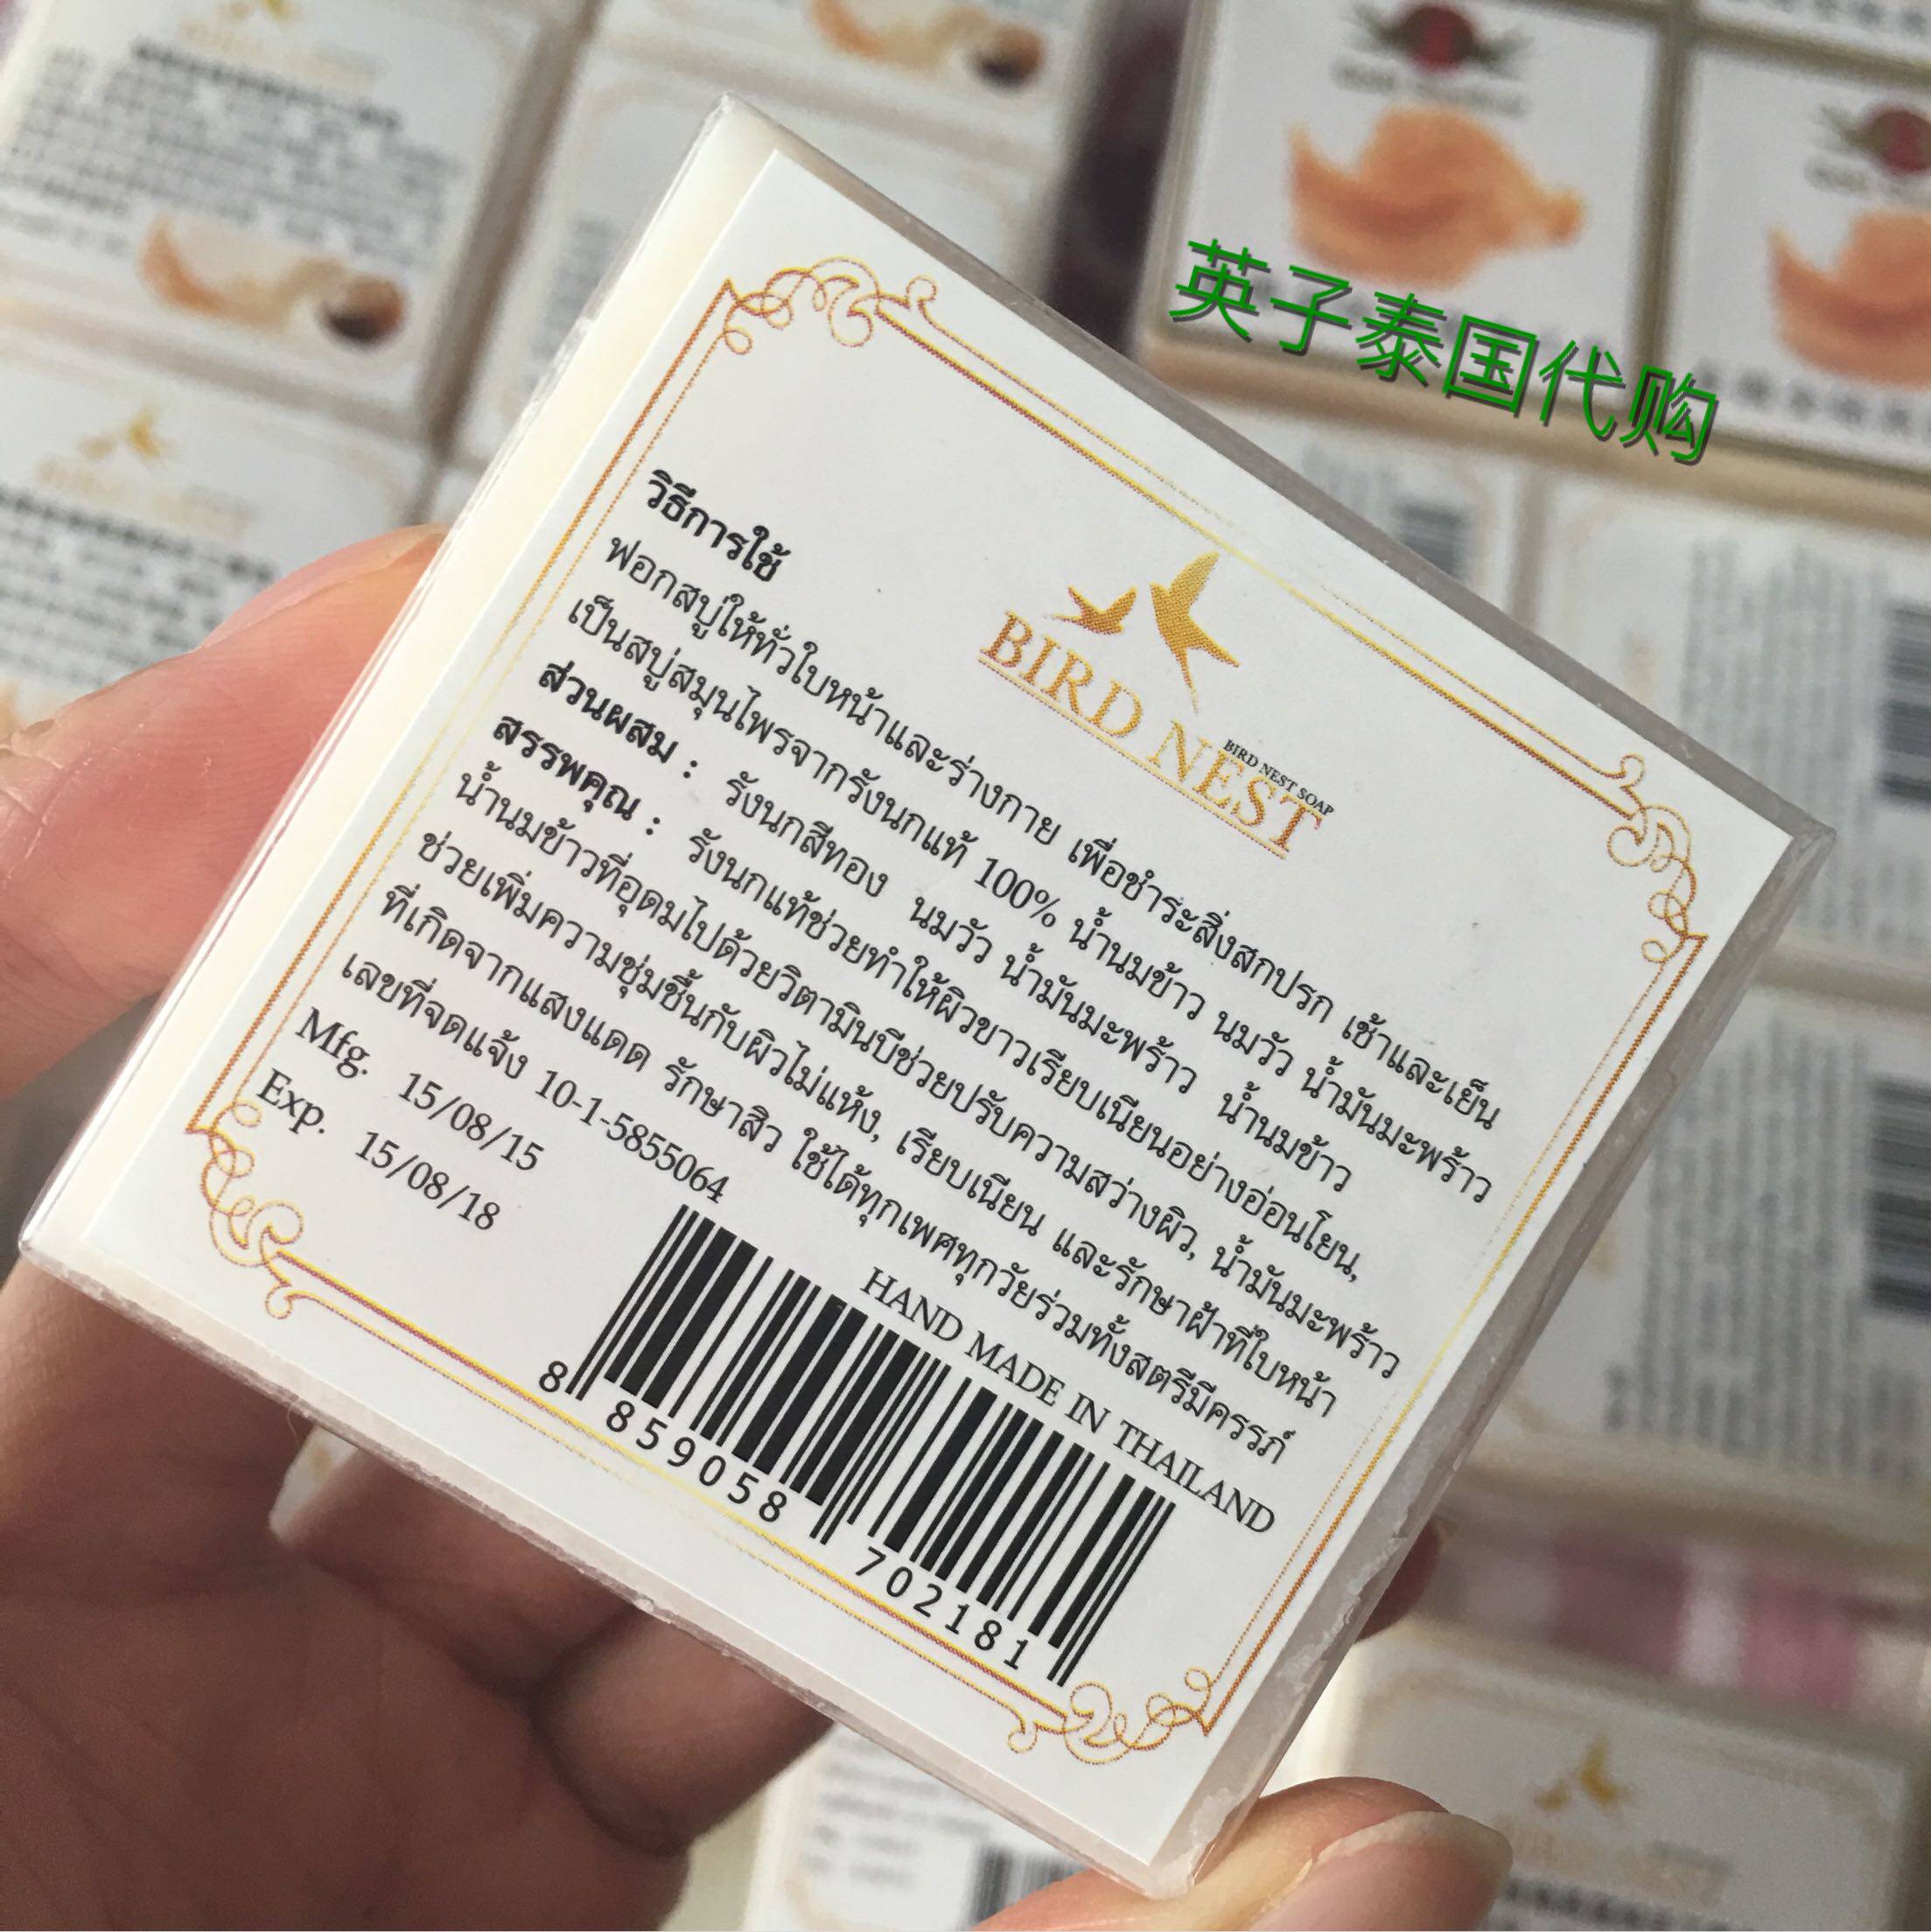 英子泰国代购
BIRD NEST
BIRD NEST SOAP
วิธีการใช้
ฟอกสบู่ให้ทั่วใบหน้าและร่างกาย เพื่อชำระสิ่งสกปรก เช้าและเย็น
เป็นสบู่สมุนไพรจากรังนกแท้ 100% น้ำนมข้าว นมวัว น้ำมันมะพร้าว
ส่วนผสม : รังนกสีทอง นมวัว น้ำมันมะพร้าว น้ำนมข้าว
สรรพคุณ : รังนกแท้ช่วยทำให้ผิวขาวเรียบเนียนอย่างอ่อนโยน,
น้ำนมข้าวที่อุดมไปด้วยวิตามินบีช่วยปรับความสว่างผิว, น้ำมันมะพร้าว
ช่วยเพิ่มความชุ่มชื้นกับผิวไม่แห้ง, เรียบเนียน และรักษาฝ้าที่ใบหน้า
ที่เกิดจากแสงแดด รักษาสิว ใช้ได้ทุกเพศทุกวัยร่วมทั้งสตรีมีครรภ์
เลขที่จดแจ้ง 10-1-5855064
HAND MADE IN THAILAND
Mfg. 15/08/15
Exp. 15/08/18
8 859058 702181